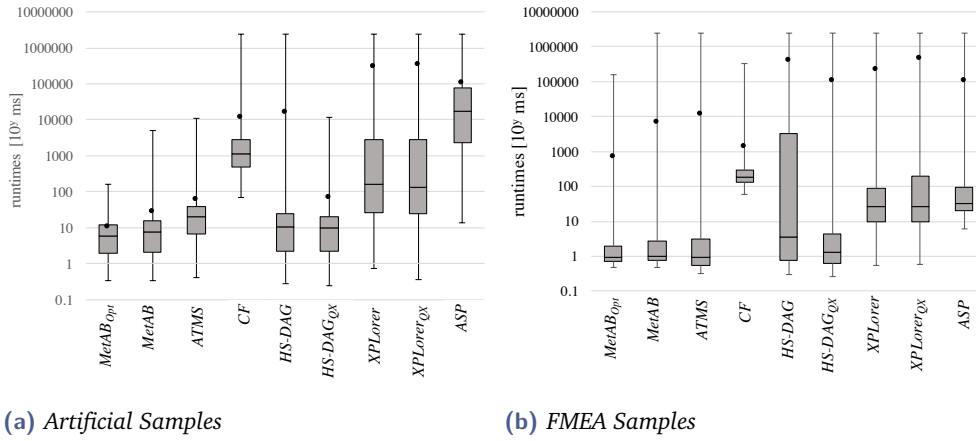 10000000
1000000
100000
10000
1000
100
10
1
0.1
runtimes [10^y ms]
MetAB_Opt
MetAB
ATMS
CF
HS-DAG
HS-DAG_QX
XPLorer
XPLorer_QX
ASP
(a) Artificial Samples
10000000
1000000
100000
10000
1000
100
10
1
0.1
runtimes [10^y ms]
MetAB_Opt
MetAB
ATMS
CF
HS-DAG
HS-DAG_QX
XPLorer
XPLorer_QX
ASP
(b) FMEA Samples